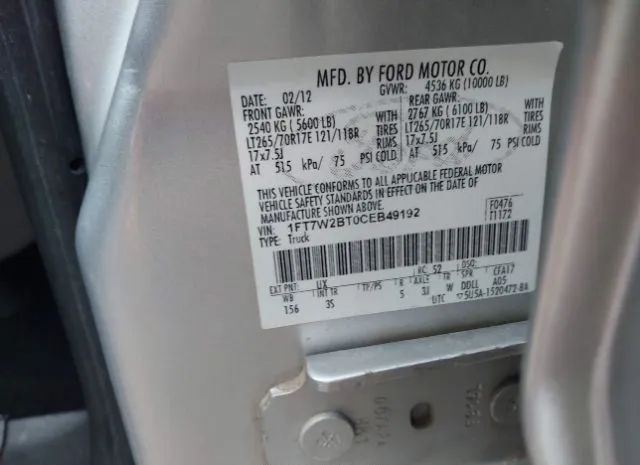 MFD. BY FORD MOTOR CO.
DATE: 02/12 GVWR: 4536 KG (10000 LB)
FRONT GAWR: REAR GAWR:
2540 KG ( 5600 LB) WITH 2767 KG ( 6100 LB) WITH
LT265/70R17E 121/118R TIRES LT265/70R17E 121/118R TIRES
17x7.5J RIMS 17x7.5J RIMS
AT 515 kPa/ 75 PSI COLD AT 515 kPa/ 75 PSI COLD
THIS VEHICLE CONFORMS TO ALL APPLICABLE FEDERAL MOTOR
VEHICLE SAFETY STANDARDS IN EFFECT ON THE DATE OF
MANUFACTURE SHOWN ABOVE.
VIN: 1FT7W2BT0CEB49192 F0476
TYPE: Truck T1172
EXT PNT: UX RC: 52 DSO:
WB INT TR TP/PS R AXLE TR SPR CFA17
156 3S 5 3J W DDLL A05
UTC